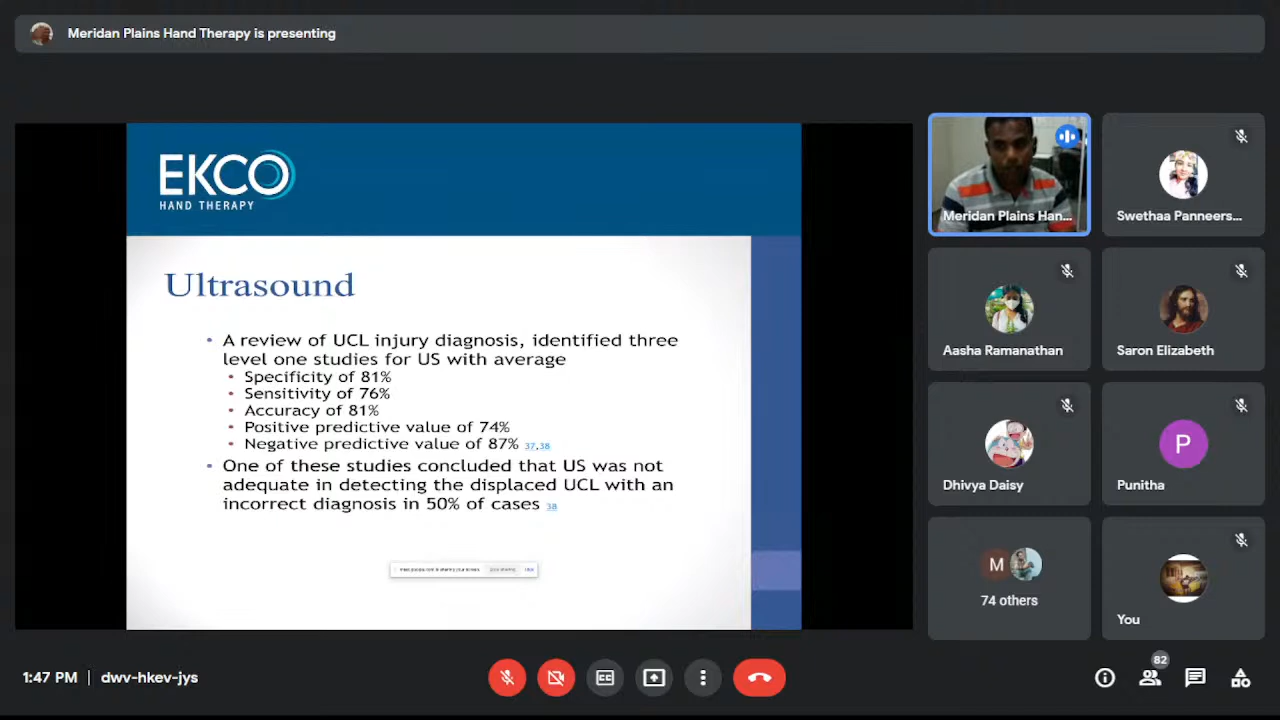 Meridan Plains Hand Therapy is presenting
EKCO
HAND THERAPY
Ultrasound
• A review of UCL injury diagnosis, identified three
level one studies for US with average
• Specificity of 81%
• Sensitivity of 76%
• Accuracy of 81%
• Positive predictive value of 74%
• Negative predictive value of 87% 37,38
• One of these studies concluded that US was not
adequate in detecting the displaced UCL with an
incorrect diagnosis in 50% of cases 38
Meridan Plains Han...
Swethaa Panneers...
Aasha Ramanathan
Saron Elizabeth
Dhivya Daisy
P
Punitha
M
74 others
You
1:47 PM | dwv-hkev-jys
CC
82